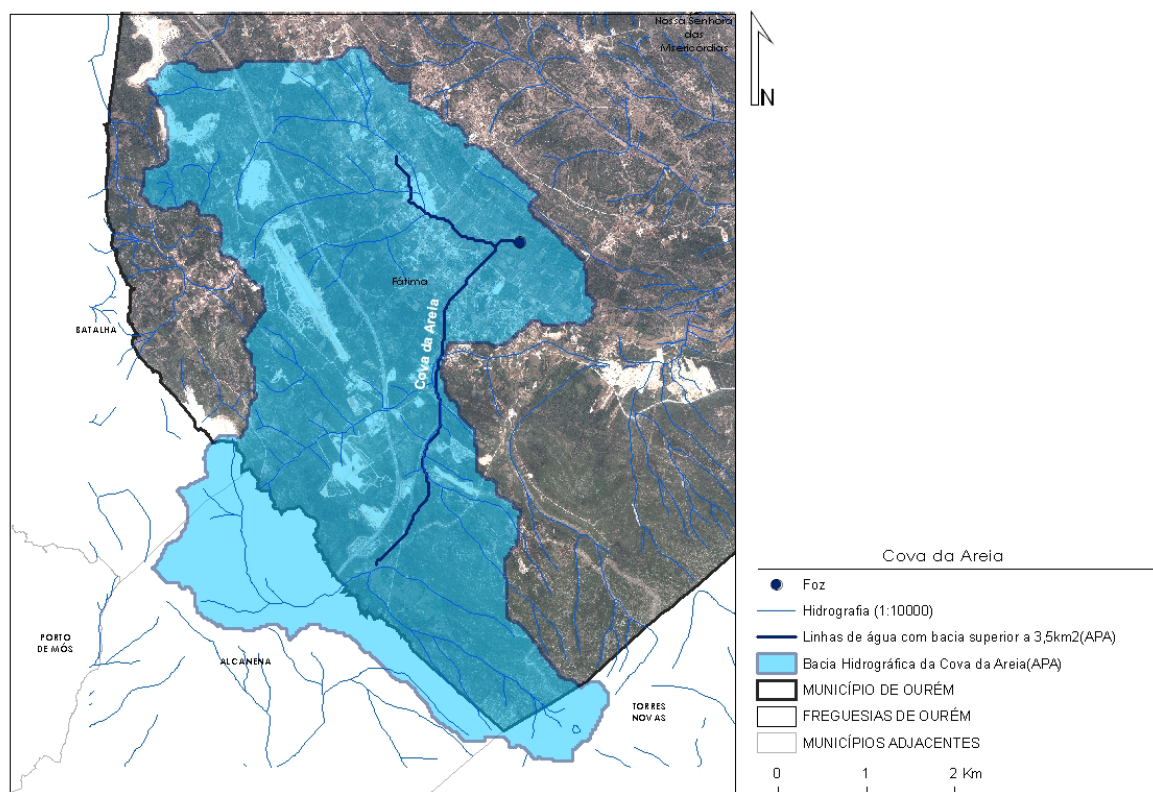 Nossa Senhora
das
Misericórdias
N
Fátima
Cova da Areia
BATALHA
PORTO
DE MÓS
ALCANENA
TORRES
NOVAS
Cova da Areia
Foz
Hidrografia (1:10000)
Linhas de água com bacia superior a 3,5km2(APA)
Bacia Hidrográfica da Cova da Areia(APA)
MUNICÍPIO DE OURÉM
FREGUESIAS DE OURÉM
MUNICÍPIOS ADJACENTES
0 1 2 Km